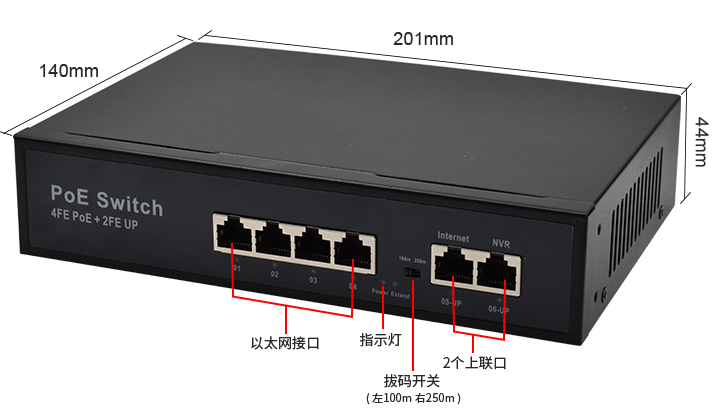 201mm
140mm
44mm
PoE Switch
4FE PoE + 2FE UP
Internet NVR
100m 250m
01 02 03 04
Power Extend
05-UP 06-UP
以太网接口
指示灯
拔码开关
(左100m 右250m)
2个上联口